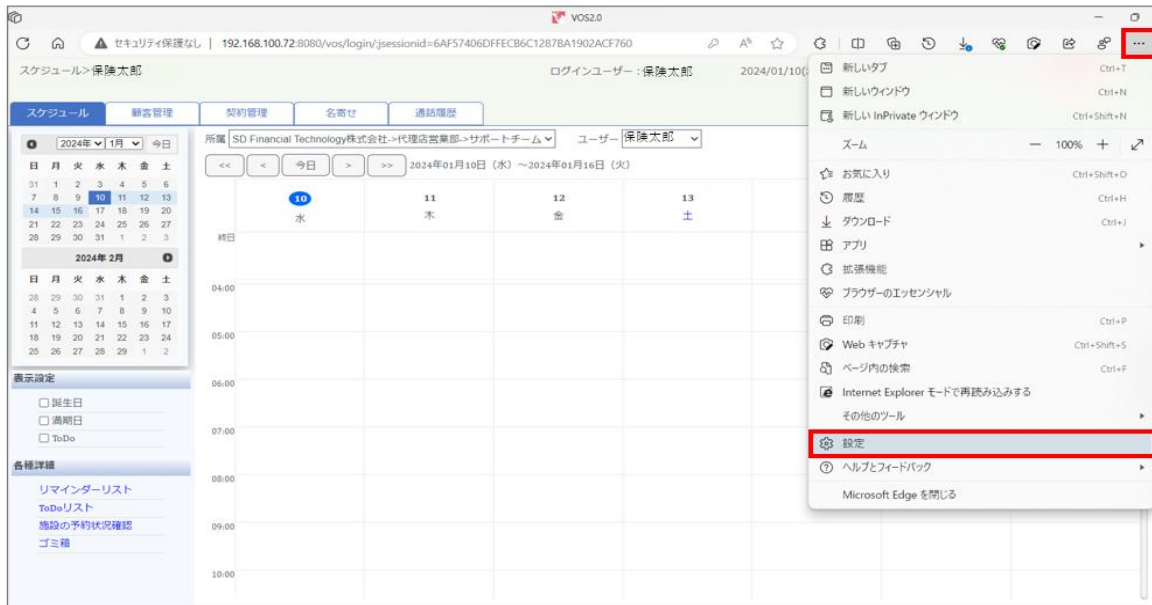 VOS2.0
セキュリティ保護なし | 192.168.100.72:8080/vos/login/;jsessionid=6AF57406DFFECB6C1287BA1902ACF760
スケジュール>保険太郎 ログインユーザー：保険太郎 2024/01/10(
スケジュール 顧客管理 契約管理 名寄せ 通話履歴
2024年 1月 今日
日 月 火 水 木 金 土
31 1 2 3 4 5 6
7 8 9 10 11 12 13
14 15 16 17 18 19 20
21 22 23 24 25 26 27
28 29 30 31 1 2 3
2024年 2月
日 月 火 水 木 金 土
28 29 30 31 1 2 3
4 5 6 7 8 9 10
11 12 13 14 15 16 17
18 19 20 21 22 23 24
25 26 27 28 29 1 2
表示設定
誕生日
満期日
ToDo
各種詳細
リマインダーリスト
ToDoリスト
施設の予約状況確認
ゴミ箱
所属 SD Financial Technology株式会社->代理店営業部->サポートチーム ユーザー 保険太郎
<< < 今日 > >> 2024年01月10日（水）～2024年01月16日（火）
10 11 12 13
水 木 金 土
終日
04:00
05:00
06:00
07:00
08:00
09:00
10:00
新しいタブ Ctrl+T
新しいウィンドウ Ctrl+N
新しい InPrivate ウィンドウ Ctrl+Shift+N
ズーム 100%
お気に入り Ctrl+Shift+O
履歴 Ctrl+H
ダウンロード Ctrl+J
アプリ
拡張機能
ブラウザーのエッセンシャル
印刷 Ctrl+P
Web キャプチャ Ctrl+Shift+S
ページ内の検索 Ctrl+F
Internet Explorer モードで再読み込みする
その他のツール
設定
ヘルプとフィードバック
Microsoft Edge を閉じる